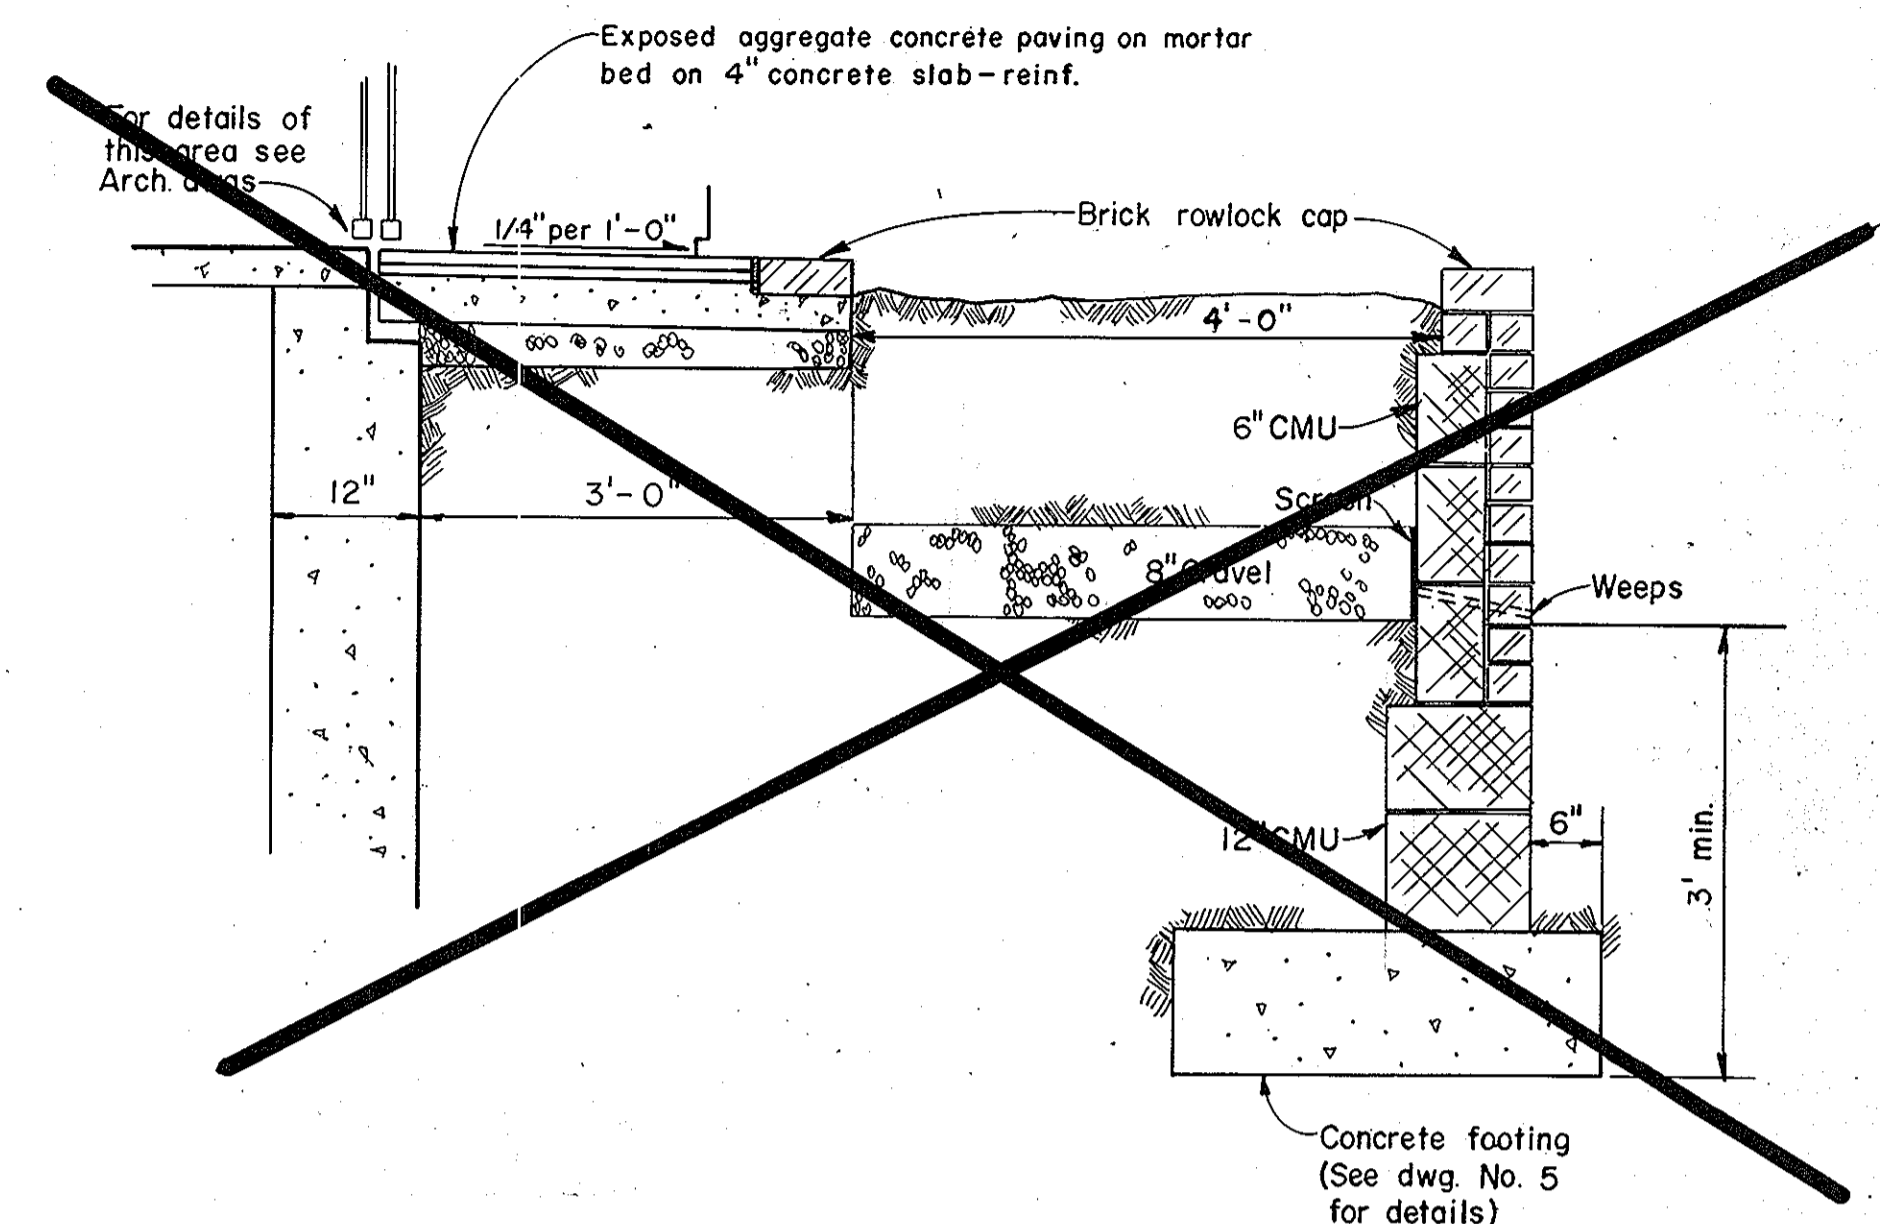 Exposed aggregate concrete paving on mortar
bed on 4" concrete slab-reinf.
For details of
this area see
Arch. dwgs
1/4" per 1'-0"
Brick rowlock cap
4'-0"
6" CMU
12"
3'-0"
Screen
8" Gravel
Weeps
12" CMU
6"
3' min.
Concrete footing
(See dwg. No. 5
for details)